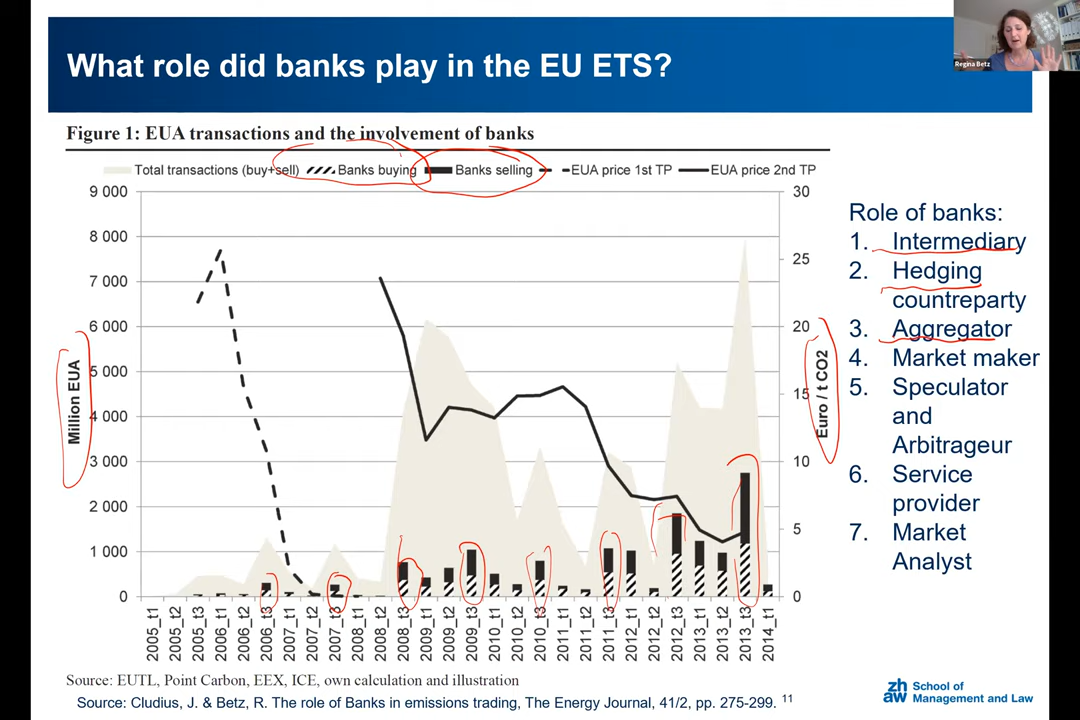 What role did banks play in the EU ETS?
Regina Betz
Figure 1: EUA transactions and the involvement of banks
Total transactions (buy+sell) Banks buying Banks selling EUA price 1st TP EUA price 2nd TP
9 000
8 000
7 000
6 000
5 000
4 000
3 000
2 000
1 000
0
Million EUA
30
25
20
15
10
5
0
Euro / t CO2
2005_t1
2005_t2
2005_t3
2006_t1
2006_t2
2006_t3
2007_t1
2007_t2
2007_t3
2008_t1
2008_t2
2008_t3
2009_t1
2009_t2
2009_t3
2010_t1
2010_t2
2010_t3
2011_t1
2011_t2
2011_t3
2012_t1
2012_t2
2012_t3
2013_t1
2013_t2
2013_t3
2014_t1
Role of banks:
1. Intermediary
2. Hedging
countreparty
3. Aggregator
4. Market maker
5. Speculator
and
Arbitrageur
6. Service
provider
7. Market
Analyst
Source: EUTL, Point Carbon, EEX, ICE, own calculation and illustration
Source: Cludius, J. & Betz, R. The role of Banks in emissions trading, The Energy Journal, 41/2, pp. 275-299. 11
zh
aw
School of
Management and Law